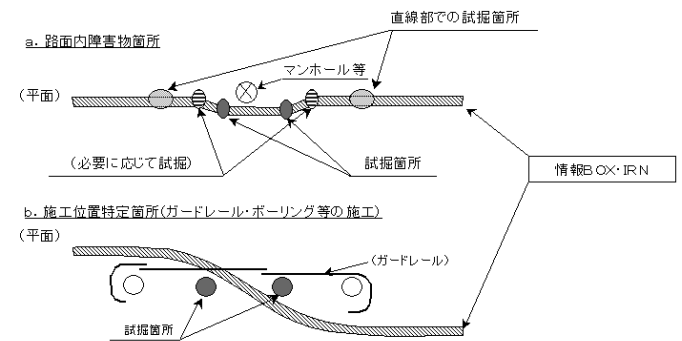 直線部での試掘箇所
a. 路面内障害物箇所
マンホール等
(平面)
(必要に応じて試掘)
試掘箇所
情報BOX・IRN
b. 施工位置特定箇所(ガードレール・ボーリング等の施工)
(平面)
(ガードレール)
試掘箇所